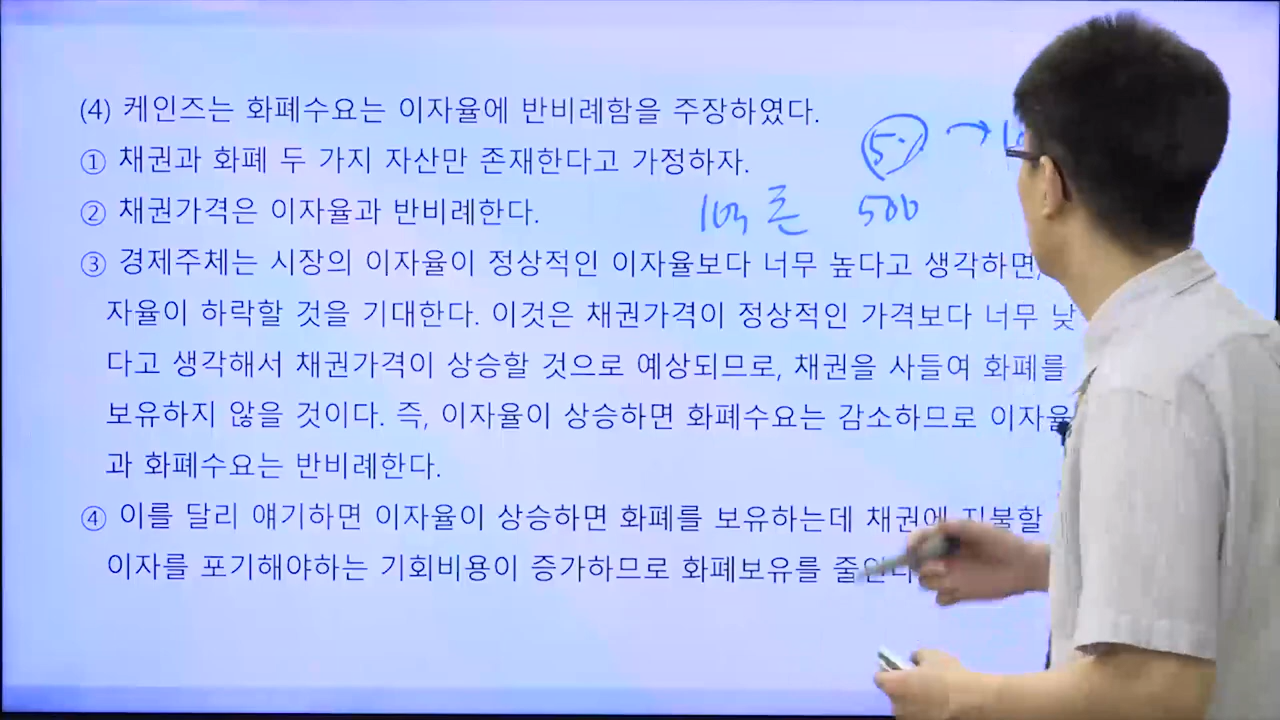 (4) 케인즈는 화폐수요는 이자율에 반비례함을 주장하였다.
① 채권과 화폐 두 가지 자산만 존재한다고 가정하자.
5% →
② 채권가격은 이자율과 반비례한다.
500
③ 경제주체는 시장의 이자율이 정상적인 이자율보다 너무 높다고 생각하면,
자율이 하락할 것을 기대한다. 이것은 채권가격이 정상적인 가격보다 너무 낮
다고 생각해서 채권가격이 상승할 것으로 예상되므로, 채권을 사들여 화폐를
보유하지 않을 것이다. 즉, 이자율이 상승하면 화폐수요는 감소하므로 이자율
과 화폐수요는 반비례한다.
④ 이를 달리 얘기하면 이자율이 상승하면 화폐를 보유하는데 채권에 지불할
이자를 포기해야하는 기회비용이 증가하므로 화폐보유를 줄인다